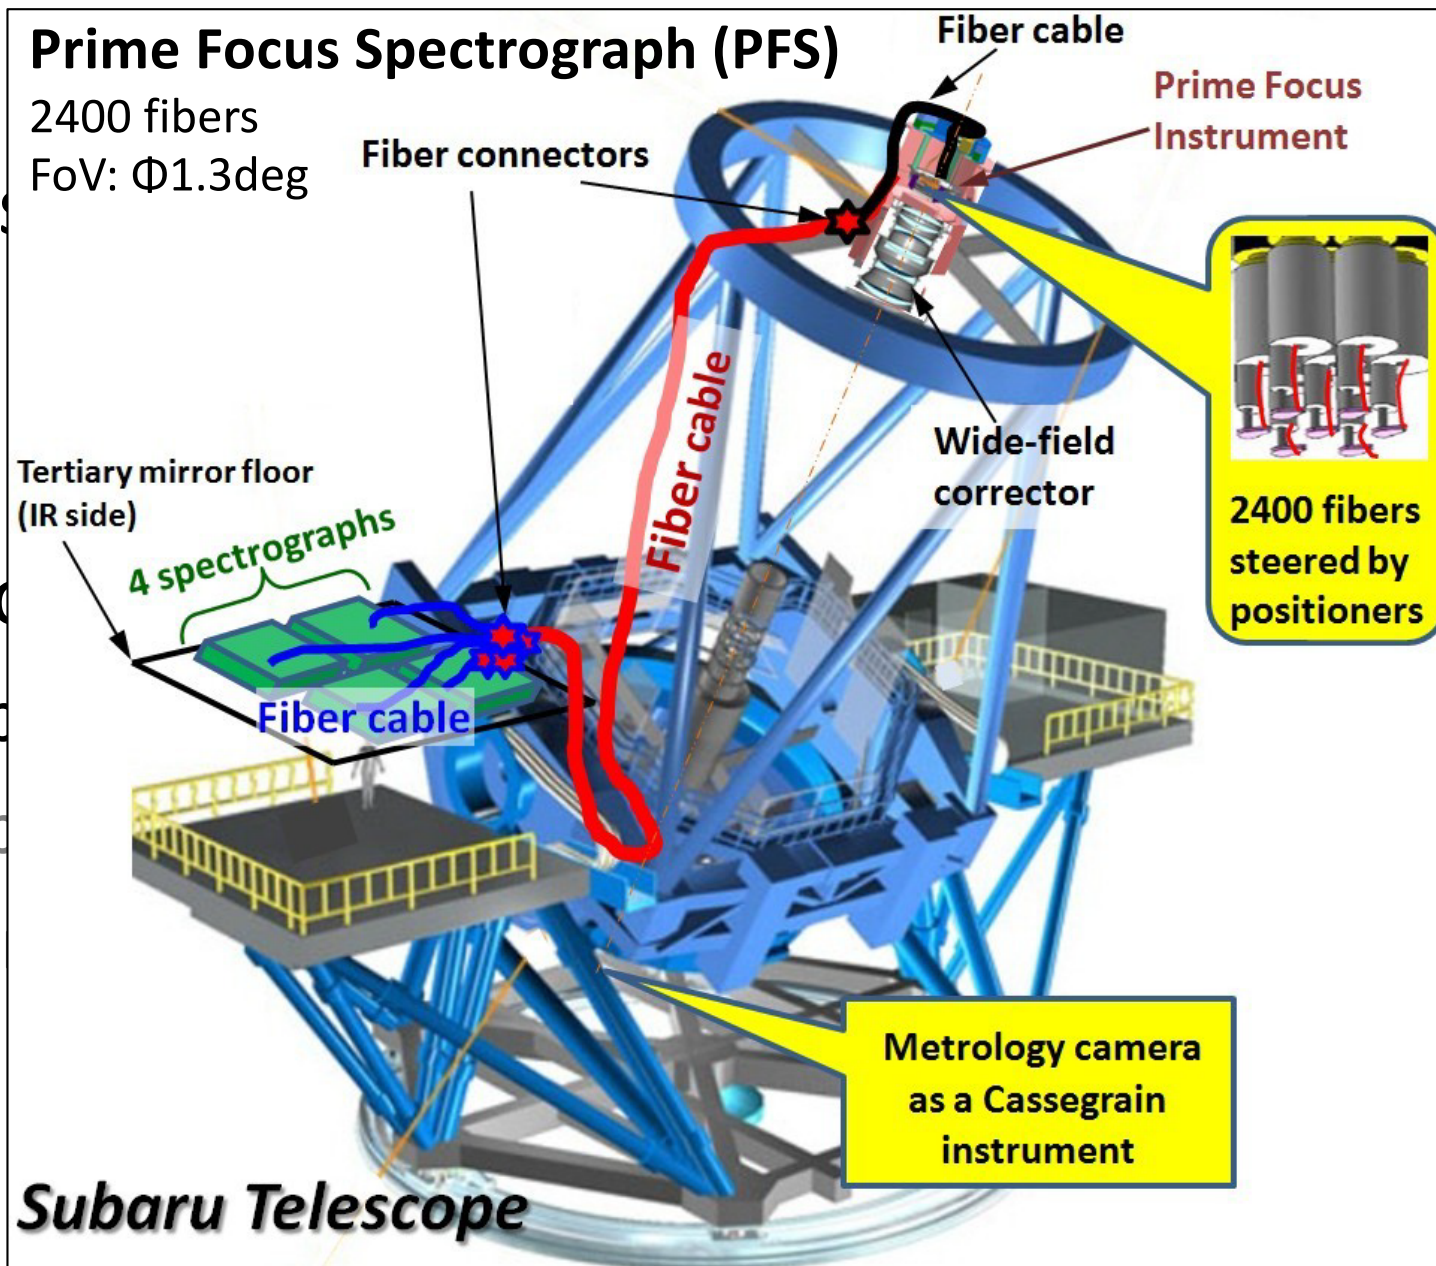 Prime Focus Spectrograph (PFS)
2400 fibers
FoV: Φ1.3deg
Fiber cable
Prime Focus
Instrument
Fiber connectors
Fiber cable
Wide-field
corrector
2400 fibers
steered by
positioners
Tertiary mirror floor
(IR side)
4 spectrographs
Fiber cable
Metrology camera
as a Cassegrain
instrument
Subaru Telescope